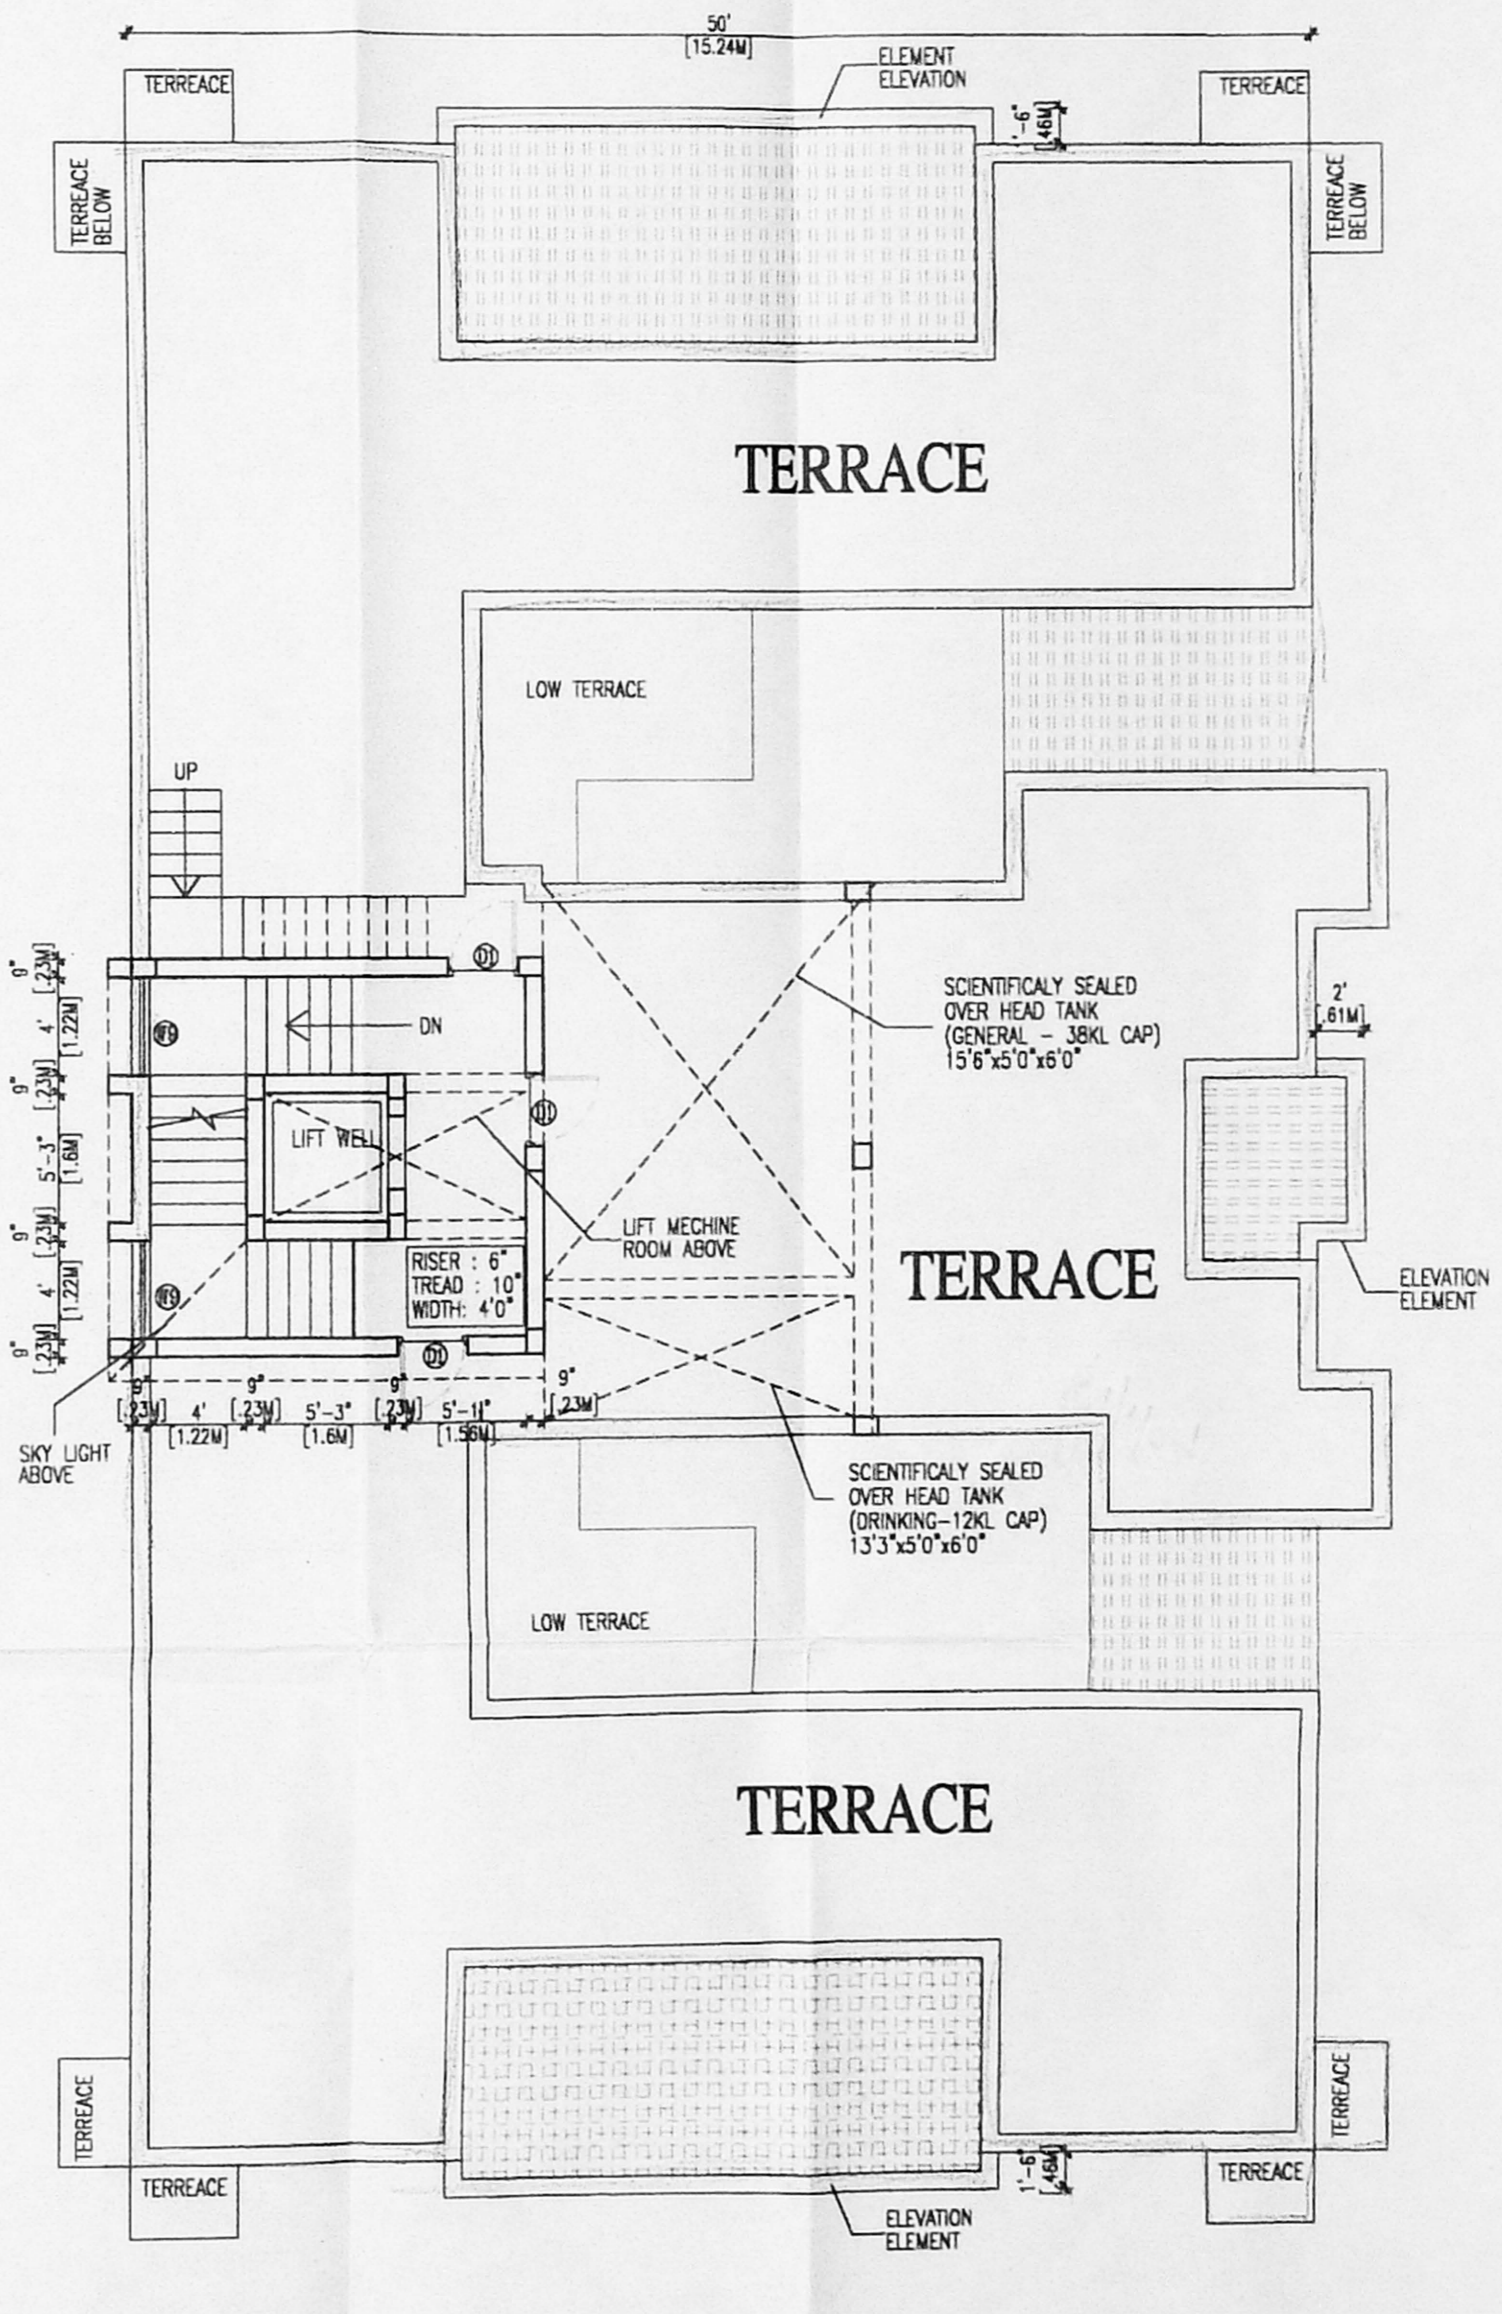 50'
[15.24M]
ELEMENT
ELEVATION
TERREACE
TERREACE
1'-6"
[.46M]
TERREACE
BELOW
TERREACE
BELOW
TERRACE
LOW TERRACE
UP
D1
9"
[.23M]
4'
[1.22M]
W9
DN
SCIENTIFICALY SEALED
OVER HEAD TANK
(GENERAL - 38KL CAP)
15'6"x5'0"x6'0"
2'
[.61M]
9"
[.23M]
D1
LIFT WELL
5'-3"
[1.6M]
LIFT MECHINE
ROOM ABOVE
9"
[.23M]
RISER : 6"
TREAD : 10"
WIDTH: 4'0"
TERRACE
ELEVATION
ELEMENT
4'
[1.22M]
W9
9"
[.23M]
D1
9"
[.23M]
4'
[1.22M]
9"
[.23M]
5'-3"
[1.6M]
9"
[.23M]
5'-1½"
[1.56M]
9"
[.23M]
SKY LIGHT
ABOVE
SCIENTIFICALY SEALED
OVER HEAD TANK
(DRINKING-12KL CAP)
13'3"x5'0"x6'0"
LOW TERRACE
TERRACE
TERREACE
TERREACE
TERREACE
TERREACE
1'-6"
[.46M]
ELEVATION
ELEMENT